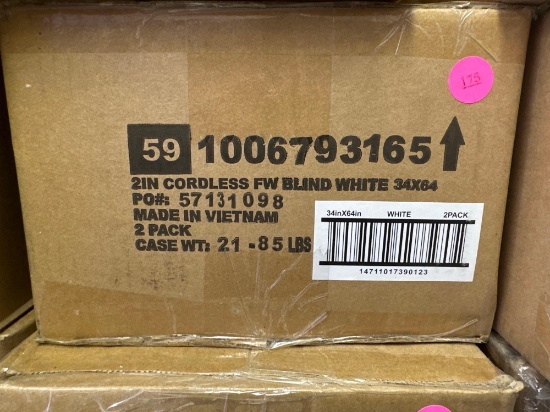 175
59 1006793165
2IN CORDLESS FW BLIND WHITE 34X64
PO#: 57131098
MADE IN VIETNAM
2 PACK
CASE WT: 21-85 LBS
34inX64in WHITE 2PACK
14711017390123